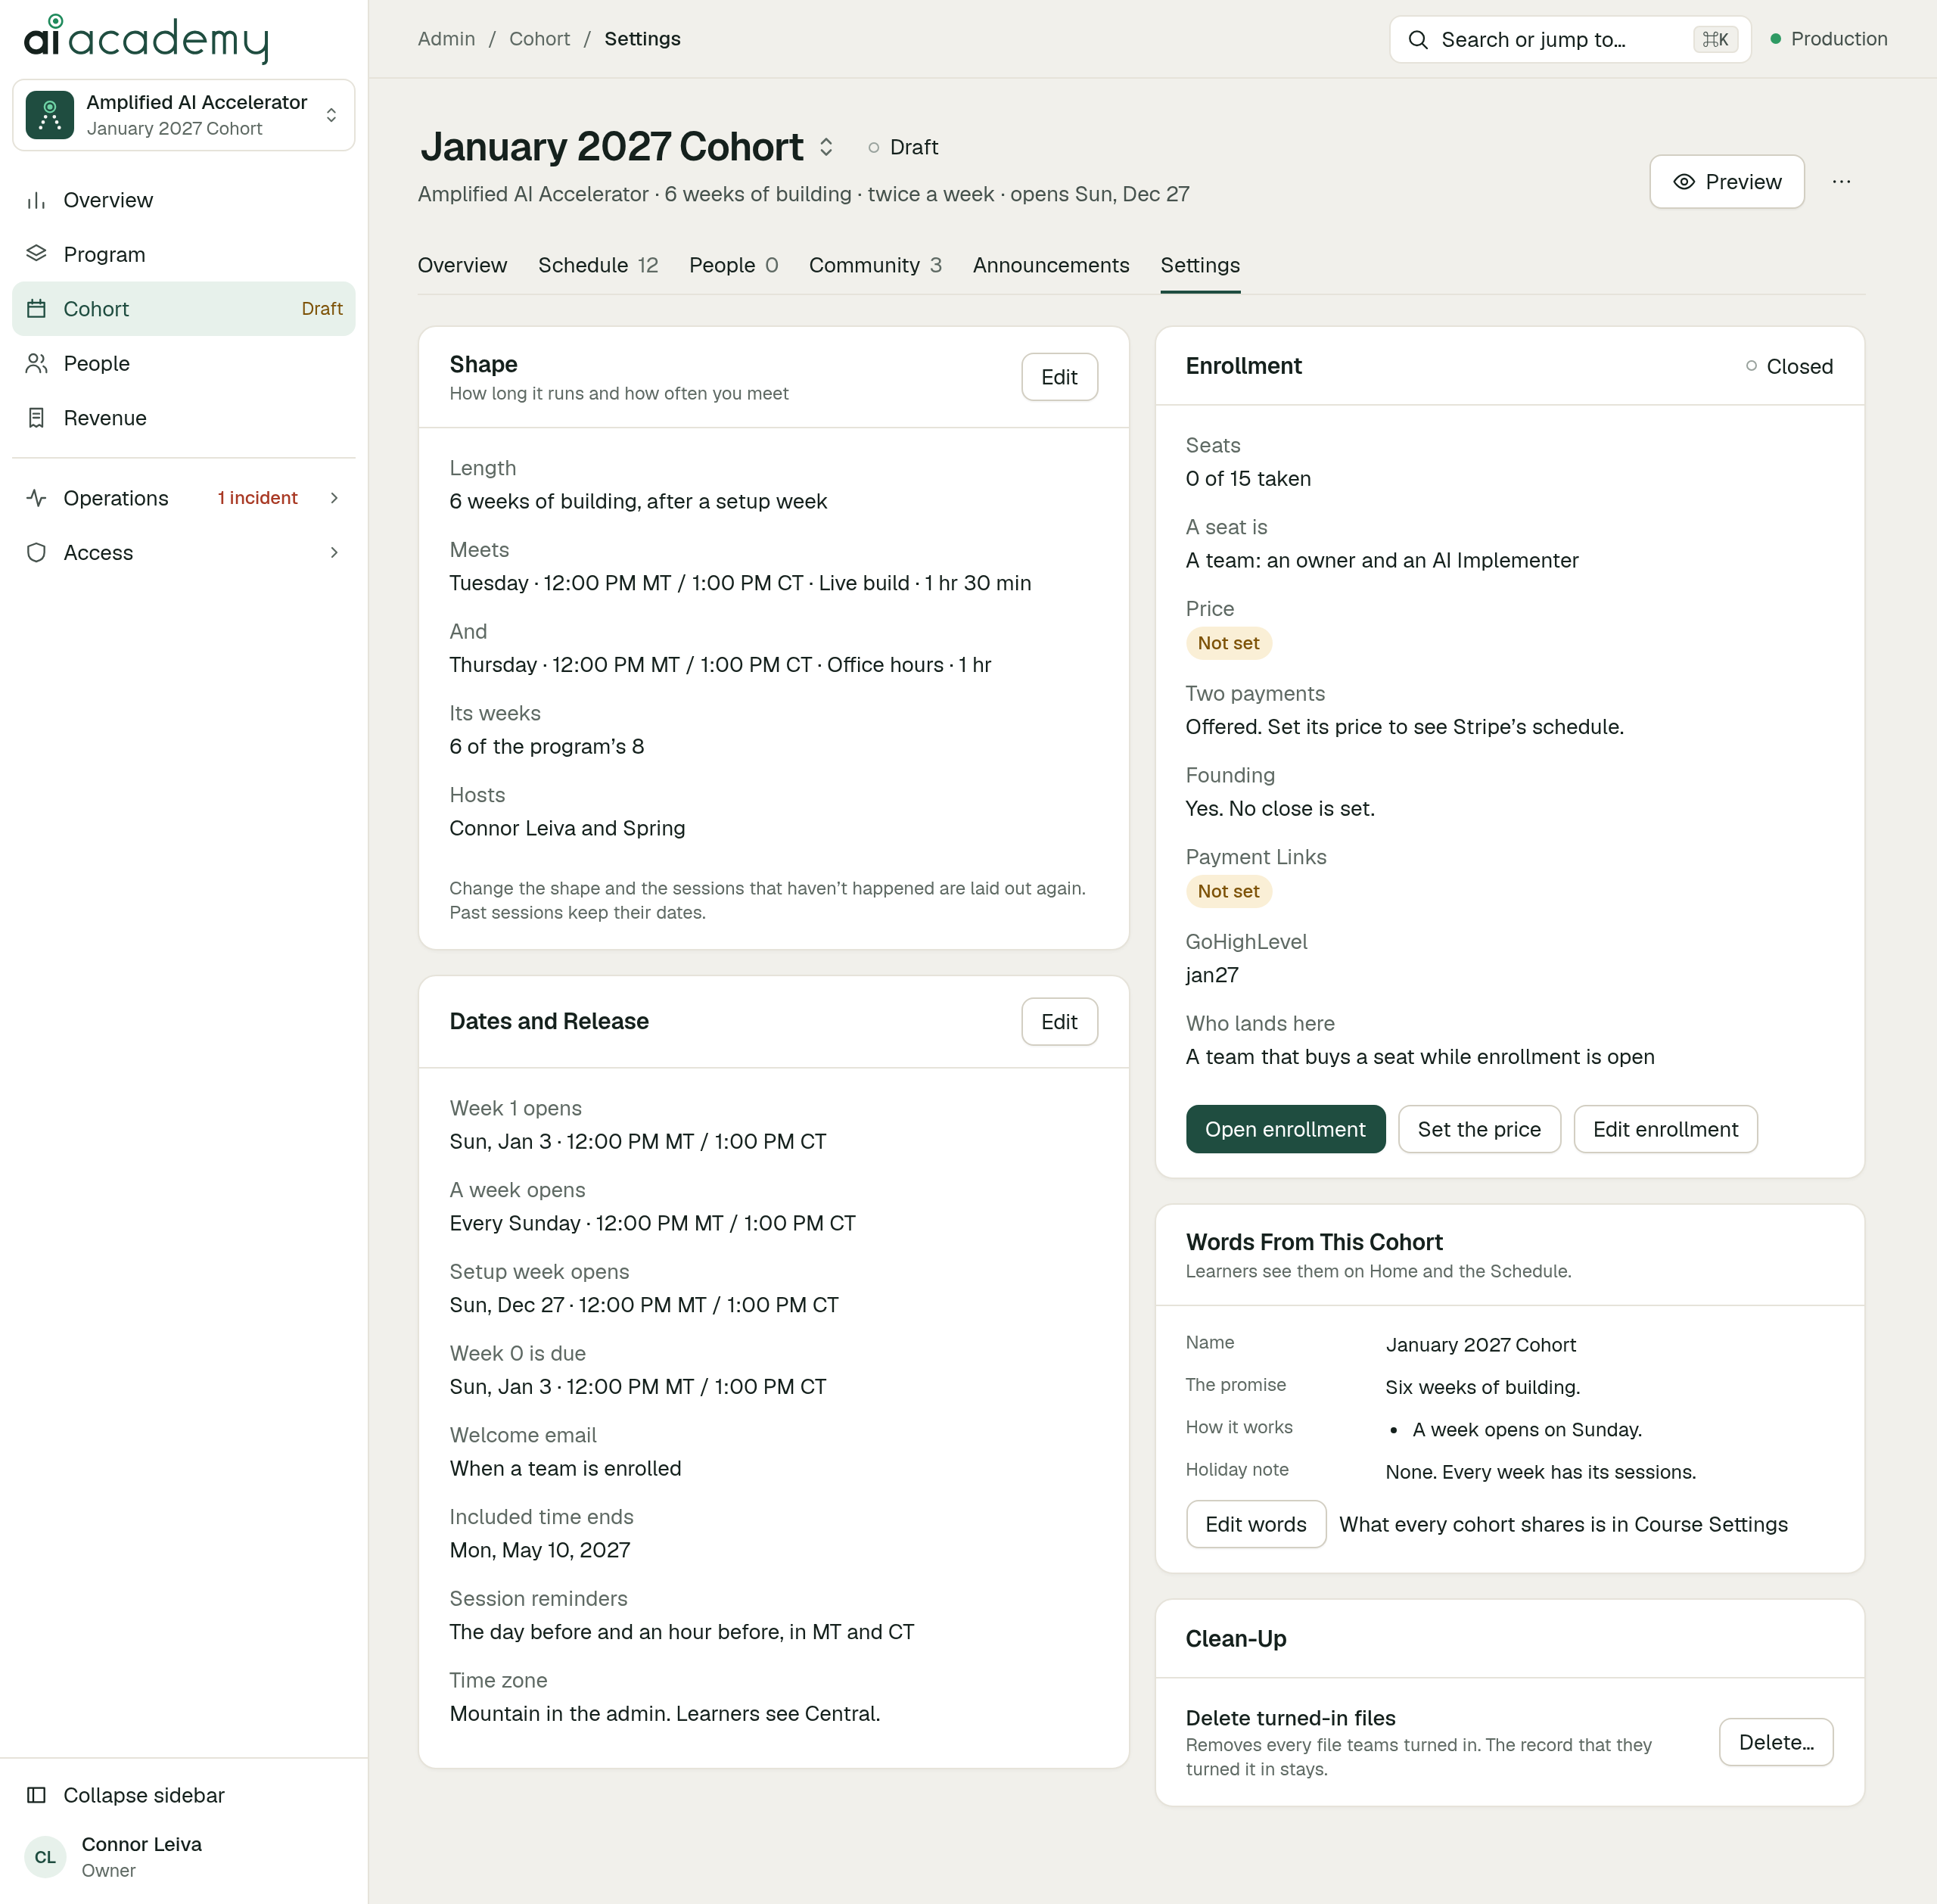 ai academy
Amplified AI Accelerator
January 2027 Cohort
Overview
Program
Cohort Draft
People
Revenue
Operations 1 incident
Access
Collapse sidebar
CL
Connor Leiva
Owner
Admin / Cohort / Settings
Search or jump to… ⌘K
Production
January 2027 Cohort
Draft
Amplified AI Accelerator · 6 weeks of building · twice a week · opens Sun, Dec 27
Preview
Overview Schedule 12 People 0 Community 3 Announcements Settings
Shape
How long it runs and how often you meet
Edit
Length
6 weeks of building, after a setup week
Meets
Tuesday · 12:00 PM MT / 1:00 PM CT · Live build · 1 hr 30 min
And
Thursday · 12:00 PM MT / 1:00 PM CT · Office hours · 1 hr
Its weeks
6 of the program’s 8
Hosts
Connor Leiva and Spring
Change the shape and the sessions that haven’t happened are laid out again.
Past sessions keep their dates.
Dates and Release
Edit
Week 1 opens
Sun, Jan 3 · 12:00 PM MT / 1:00 PM CT
A week opens
Every Sunday · 12:00 PM MT / 1:00 PM CT
Setup week opens
Sun, Dec 27 · 12:00 PM MT / 1:00 PM CT
Week 0 is due
Sun, Jan 3 · 12:00 PM MT / 1:00 PM CT
Welcome email
When a team is enrolled
Included time ends
Mon, May 10, 2027
Session reminders
The day before and an hour before, in MT and CT
Time zone
Mountain in the admin. Learners see Central.
Enrollment
Closed
Seats
0 of 15 taken
A seat is
A team: an owner and an AI Implementer
Price
Not set
Two payments
Offered. Set its price to see Stripe’s schedule.
Founding
Yes. No close is set.
Payment Links
Not set
GoHighLevel
jan27
Who lands here
A team that buys a seat while enrollment is open
Open enrollment
Set the price
Edit enrollment
Words From This Cohort
Learners see them on Home and the Schedule.
Name January 2027 Cohort
The promise Six weeks of building.
How it works • A week opens on Sunday.
Holiday note None. Every week has its sessions.
Edit words What every cohort shares is in Course Settings
Clean-Up
Delete turned-in files
Removes every file teams turned in. The record that they
turned it in stays.
Delete…